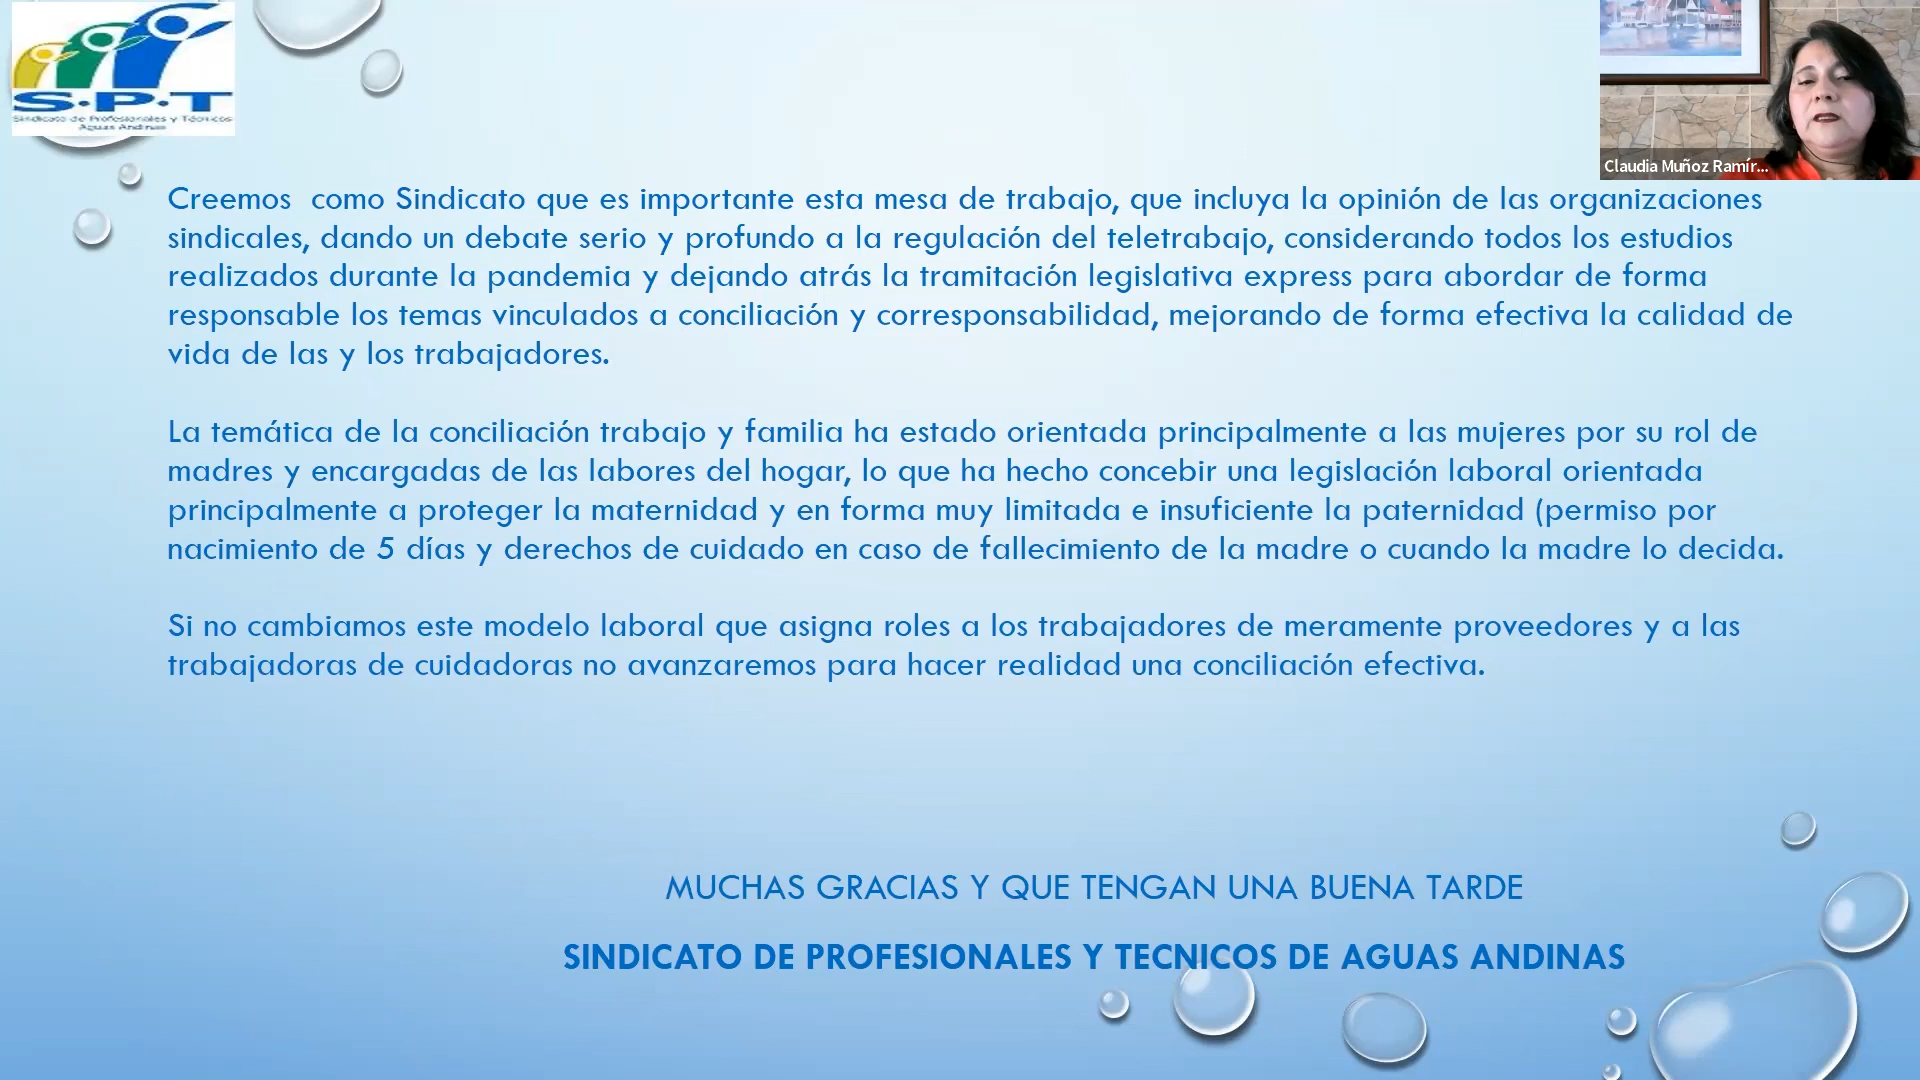 S·P·T
Sindicato de Profesionales y Técnicos
Aguas Andinas
Claudia Muñoz Ramír...
Creemos  como Sindicato que es importante esta mesa de trabajo, que incluya la opinión de las organizaciones
sindicales, dando un debate serio y profundo a la regulación del teletrabajo, considerando todos los estudios
realizados durante la pandemia y dejando atrás la tramitación legislativa express para abordar de forma
responsable los temas vinculados a conciliación y corresponsabilidad, mejorando de forma efectiva la calidad de
vida de las y los trabajadores.
La temática de la conciliación trabajo y familia ha estado orientada principalmente a las mujeres por su rol de
madres y encargadas de las labores del hogar, lo que ha hecho concebir una legislación laboral orientada
principalmente a proteger la maternidad y en forma muy limitada e insuficiente la paternidad (permiso por
nacimiento de 5 días y derechos de cuidado en caso de fallecimiento de la madre o cuando la madre lo decida.
Si no cambiamos este modelo laboral que asigna roles a los trabajadores de meramente proveedores y a las
trabajadoras de cuidadoras no avanzaremos para hacer realidad una conciliación efectiva.
MUCHAS GRACIAS Y QUE TENGAN UNA BUENA TARDE
SINDICATO DE PROFESIONALES Y TECNICOS DE AGUAS ANDINAS